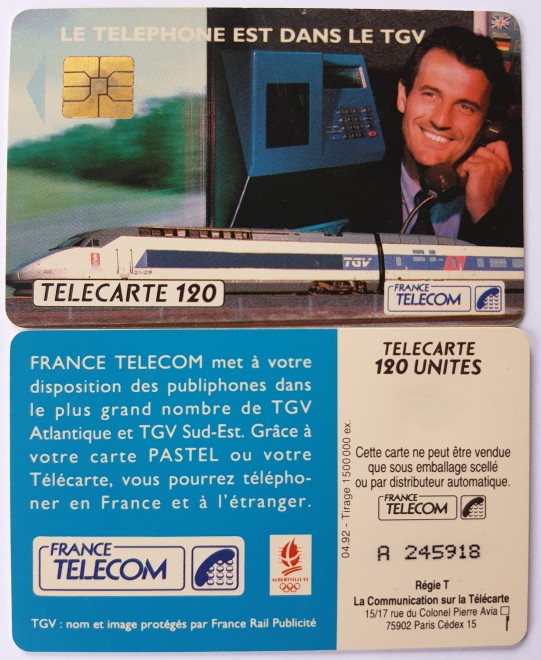 LE TELEPHONE EST DANS LE TGV
TGV
TELECARTE 120
FRANCE
TELECOM
FRANCE TELECOM met à votre
disposition des publiphones dans
le plus grand nombre de TGV
Atlantique et TGV Sud-Est. Grâce à
votre carte PASTEL ou votre
Télécarte, vous pourrez télépho-
ner en France et à l'étranger.
FRANCE
TELECOM
ALBERTVILLE 92
TGV : nom et image protégés par France Rail Publicité
04.92 - Tirage 1500 000 ex.
TELECARTE
120 UNITES
Cette carte ne peut être vendue
que sous emballage scellé
ou par distributeur automatique.
FRANCE
TELECOM
A 245918
Régie T
La Communication sur la Télécarte
15/17 rue du Colonel Pierre Avia
75902 Paris Cédex 15